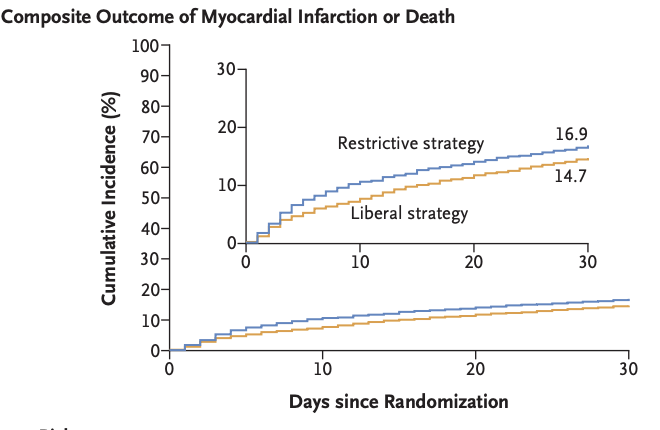 Composite Outcome of Myocardial Infarction or Death
Cumulative Incidence (%)
100
90
80
70
60
50
40
30
20
10
0
30
20
10
0
Restrictive strategy
16.9
14.7
Liberal strategy
0 10 20 30
0 10 20 30
Days since Randomization